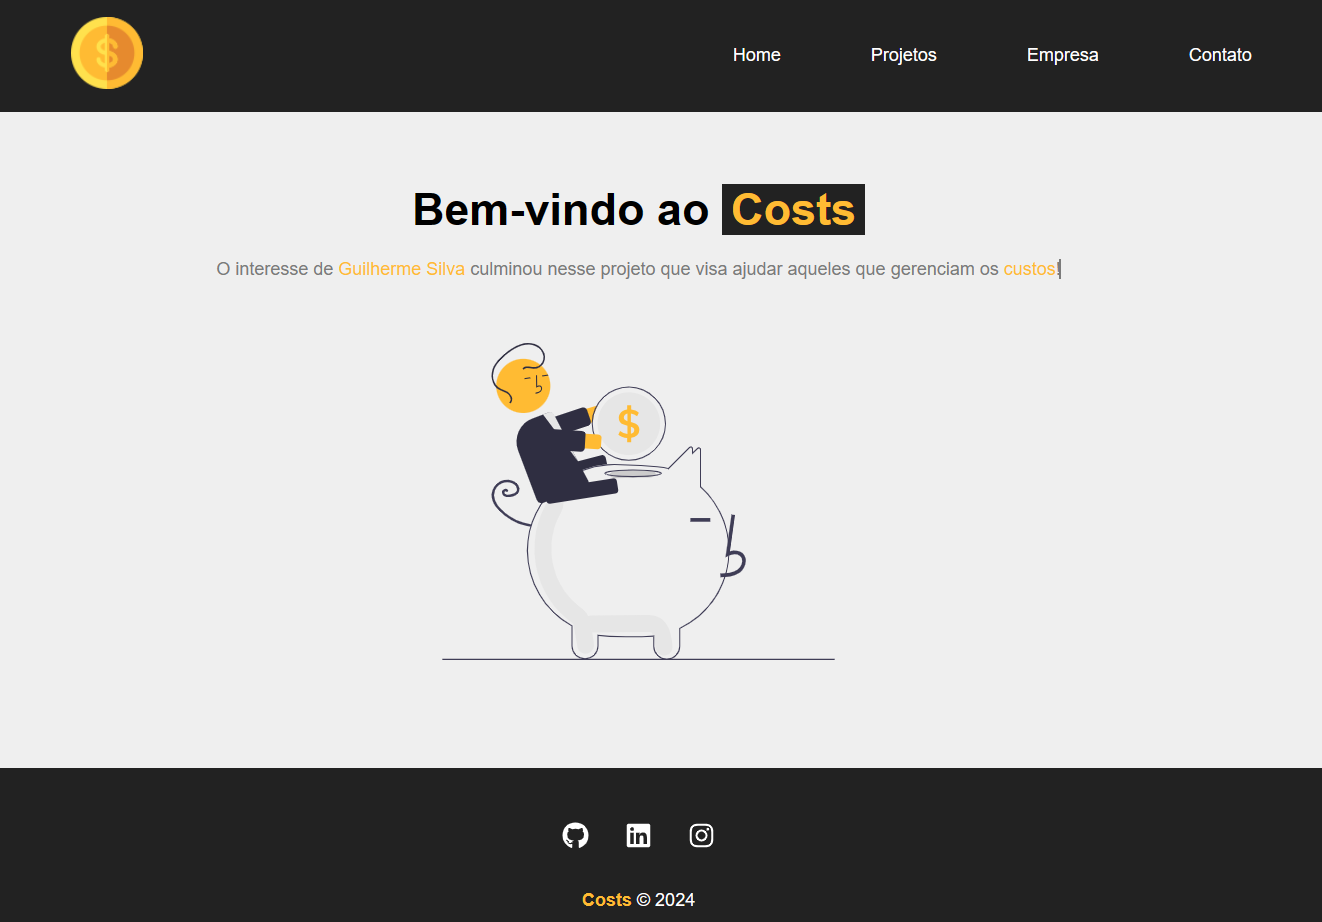 $
Home Projetos Empresa Contato
Bem-vindo ao Costs
O interesse de Guilherme Silva culminou nesse projeto que visa ajudar aqueles que gerenciam os custos!
$
in
Costs © 2024